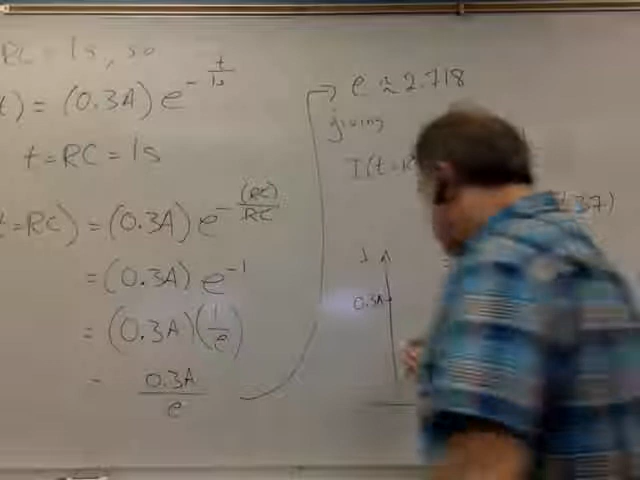 RC = 1s, so
t) = (0.3A) e^{-t/1s}
t = RC = 1s
t = RC) = (0.3A) e^{-(RC)/RC}
= (0.3A) e^{-1}
= (0.3A)(1/e)
- 0.3A/e
e ≈ 2.718
giving
I(t=R
.37)
I
0.3A